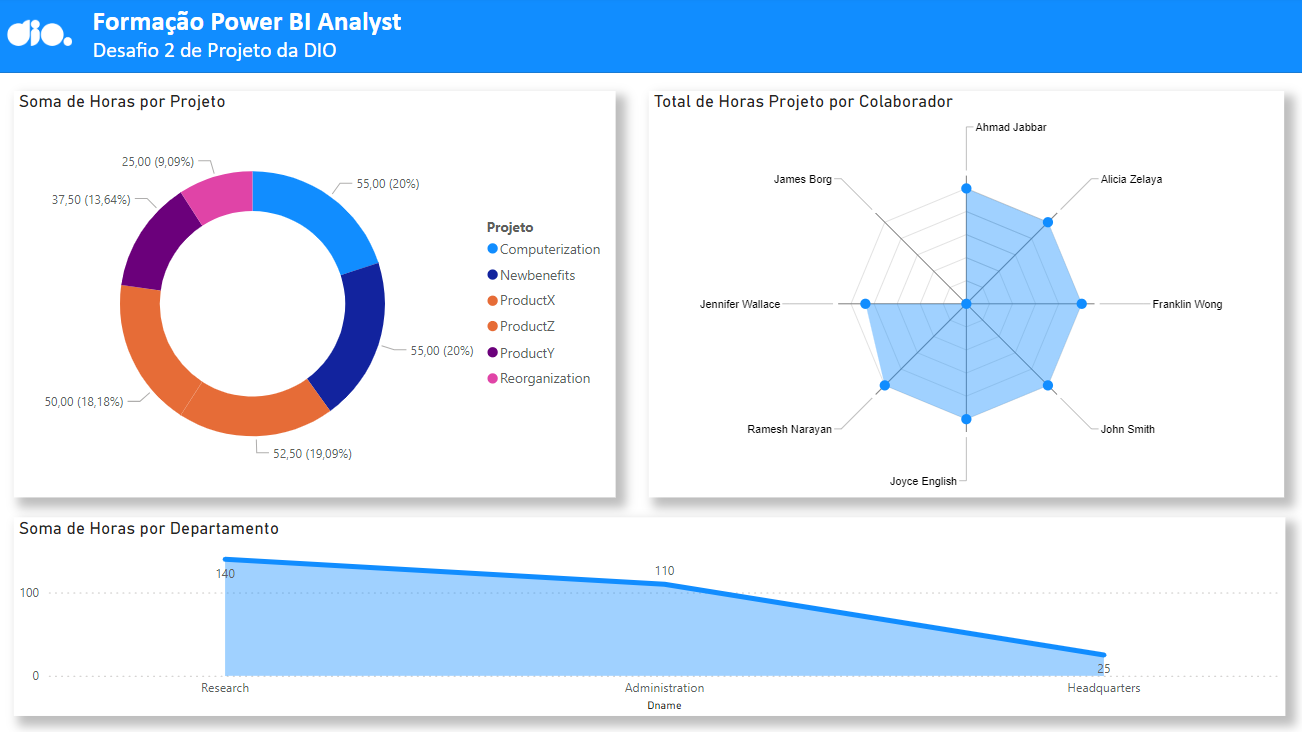 dio.
Formação Power BI Analyst
Desafio 2 de Projeto da DIO
Soma de Horas por Projeto
25,00 (9,09%)
55,00 (20%)
37,50 (13,64%)
55,00 (20%)
50,00 (18,18%)
52,50 (19,09%)
Projeto
Computerization
Newbenefits
ProductX
ProductZ
ProductY
Reorganization
Total de Horas Projeto por Colaborador
Ahmad Jabbar
James Borg
Alicia Zelaya
Jennifer Wallace
Franklin Wong
Ramesh Narayan
John Smith
Joyce English
Soma de Horas por Departamento
140
110
100
25
0
Research
Administration
Headquarters
Dname